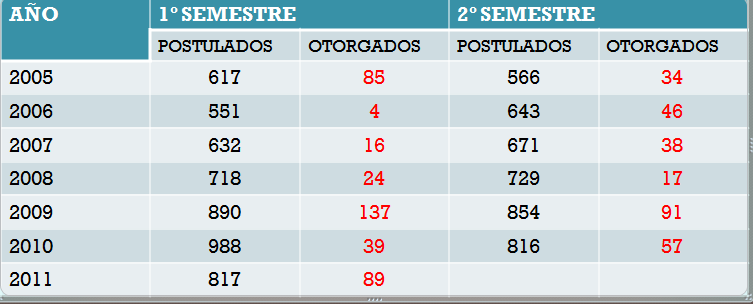 AÑO 1º SEMESTRE 2º SEMESTRE
POSTULADOS OTORGADOS POSTULADOS OTORGADOS
2005 617 85 566 34
2006 551 4 643 46
2007 632 16 671 38
2008 718 24 729 17
2009 890 137 854 91
2010 988 39 816 57
2011 817 89